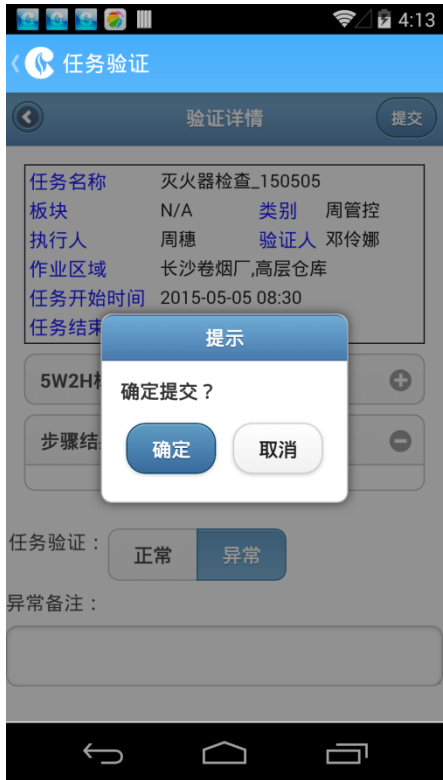 4:13
任务验证
验证详情
提交
任务名称 灭火器检查_150505
板块 N/A 类别 周管控
执行人 周穗 验证人 邓伶娜
作业区域 长沙卷烟厂,高层仓库
任务开始时间 2015-05-05 08:30
任务结束
提示
5W2H
确定提交？
步骤结
确定 取消
任务验证： 正常 异常
异常备注：